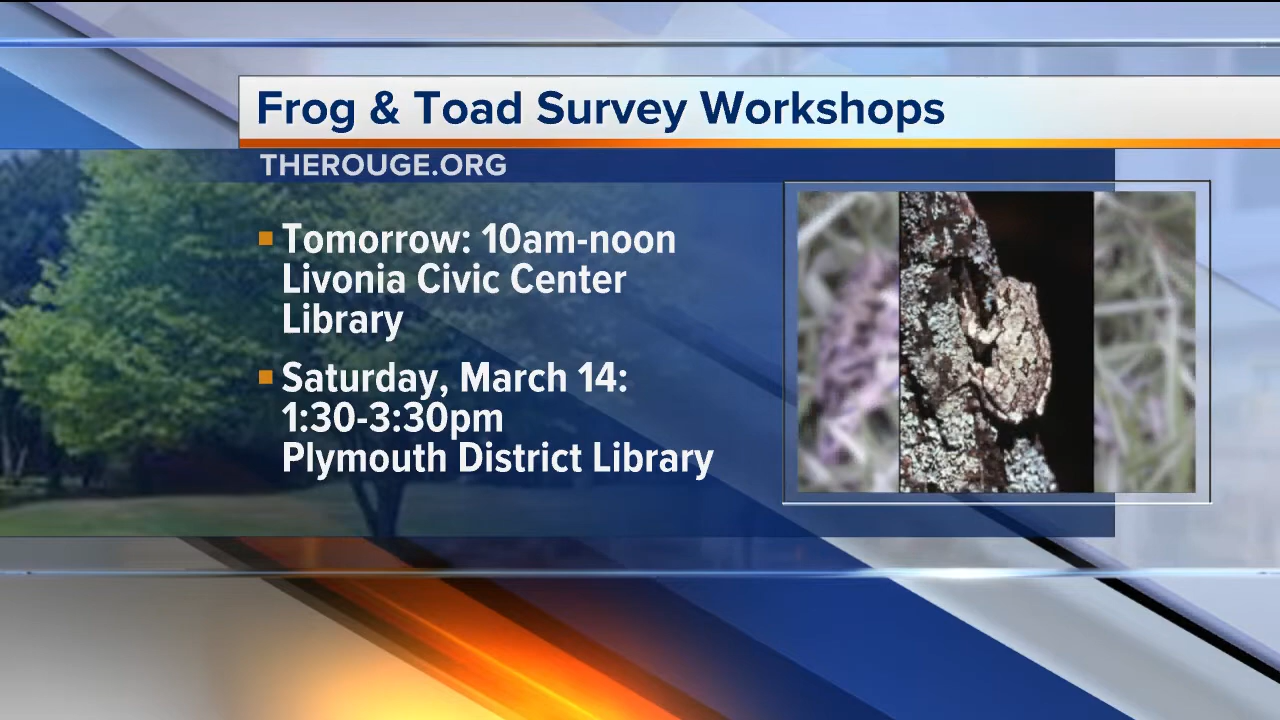 Frog & Toad Survey Workshops
THEROUGE.ORG
Tomorrow: 10am-noon
Livonia Civic Center
Library
Saturday, March 14:
1:30-3:30pm
Plymouth District Library